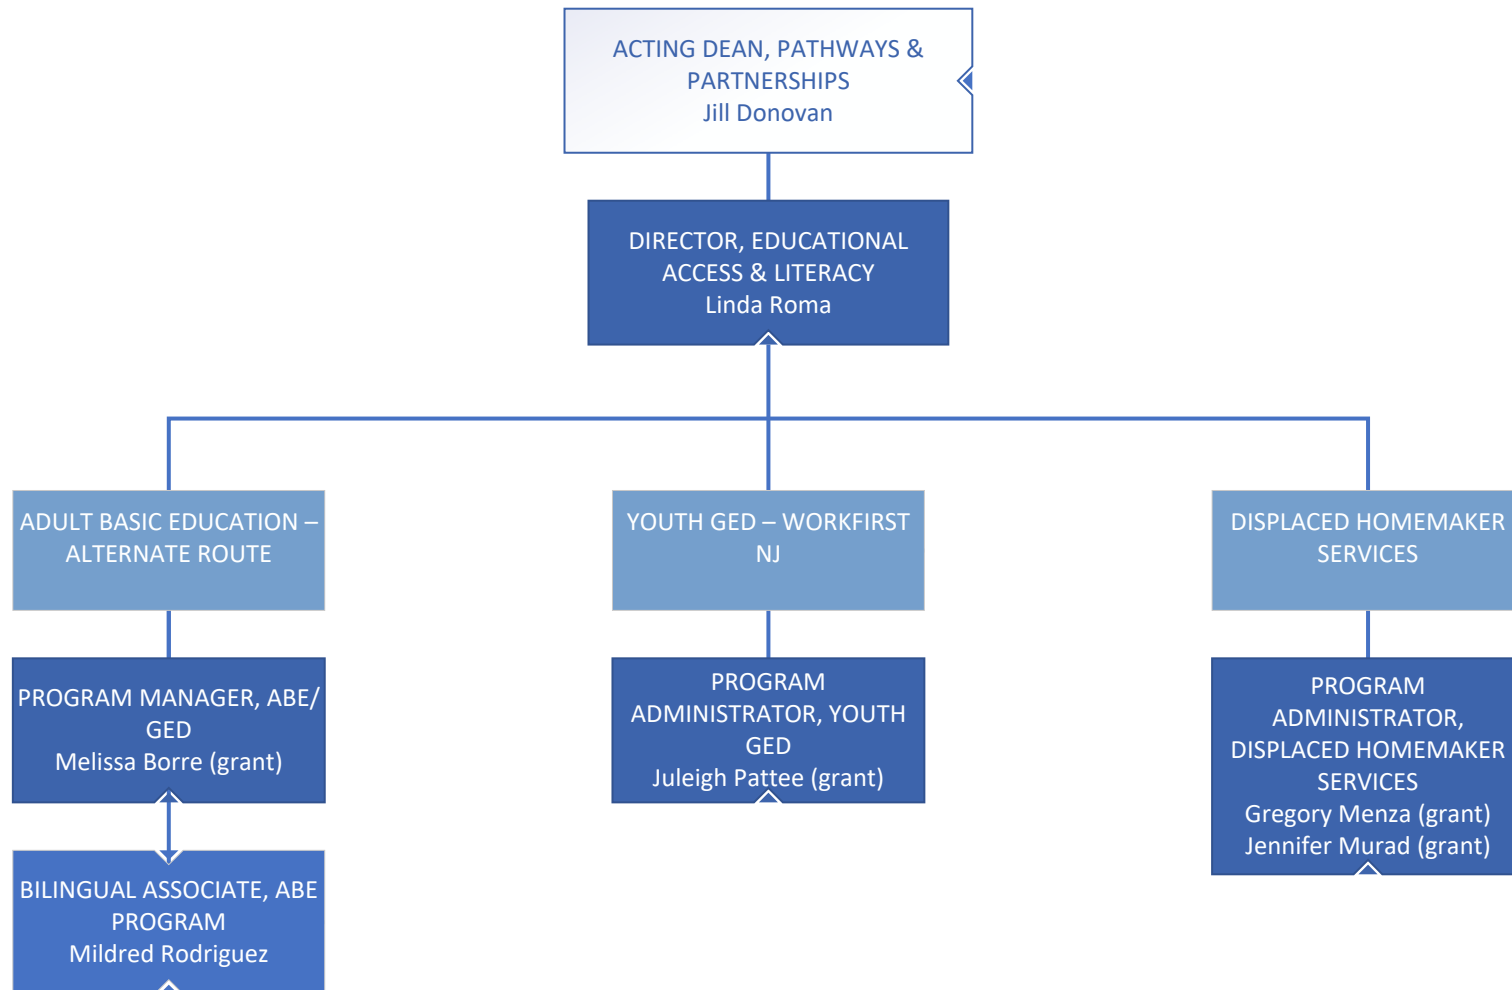 ACTING DEAN, PATHWAYS &
PARTNERSHIPS
Jill Donovan
DIRECTOR, EDUCATIONAL
ACCESS & LITERACY
Linda Roma
ADULT BASIC EDUCATION –
ALTERNATE ROUTE
YOUTH GED – WORKFIRST
NJ
DISPLACED HOMEMAKER
SERVICES
PROGRAM MANAGER, ABE/
GED
Melissa Borre (grant)
PROGRAM
ADMINISTRATOR, YOUTH
GED
Juleigh Pattee (grant)
PROGRAM
ADMINISTRATOR,
DISPLACED HOMEMAKER
SERVICES
Gregory Menza (grant)
Jennifer Murad (grant)
BILINGUAL ASSOCIATE, ABE
PROGRAM
Mildred Rodriguez